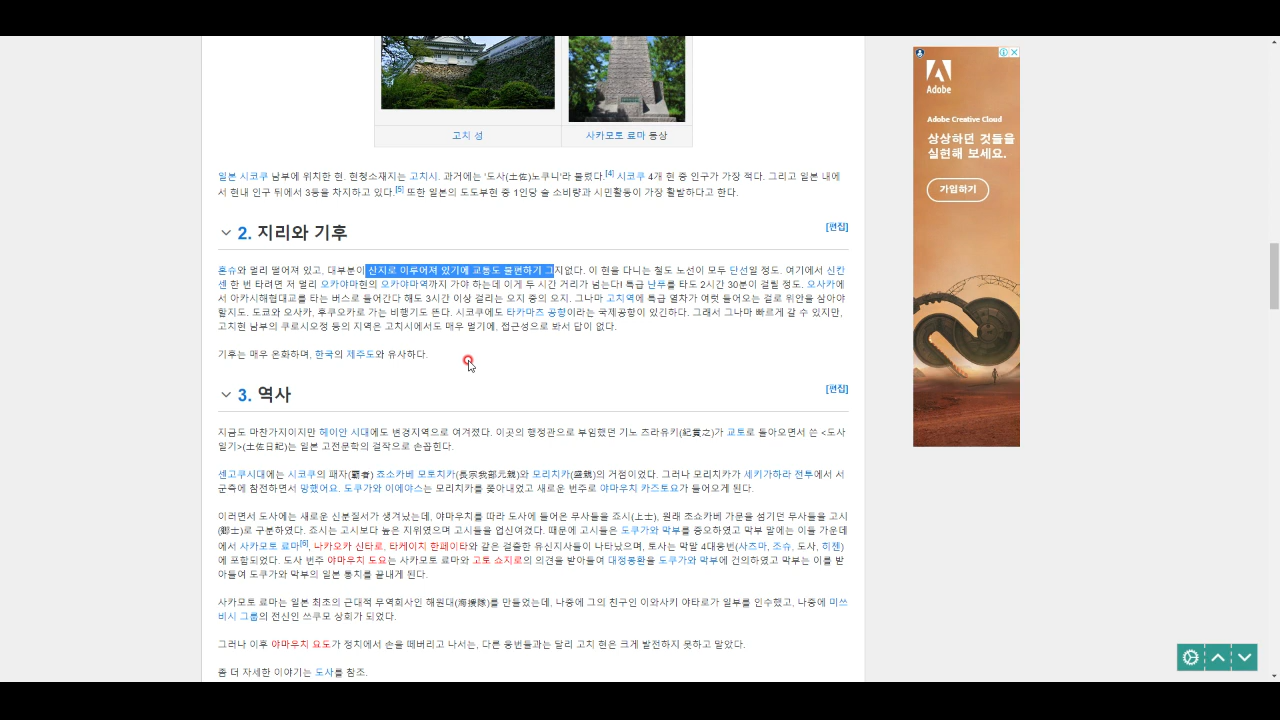 고치 성
사카모토 료마 동상
일본 시코쿠 남부에 위치한 현. 현청소재지는 고치시. 과거에는 '도사(土佐)노쿠니'라 불렸다.[4] 시코쿠 4개 현 중 인구가 가장 적다. 그리고 일본 내에
서 현내 인구 뒤에서 3등을 차지하고 있다.[5] 또한 일본의 도도부현 중 1인당 술 소비량과 시민활동이 가장 활발하다고 한다.
2. 지리와 기후
[편집]
혼슈와 멀리 떨어져 있고, 대부분이 산지로 이루어져 있기에 교통도 불편하기 그지없다. 이 현을 다니는 철도 노선이 모두 단선일 정도. 여기에서 신칸
센 한 번 타려면 저 멀리 오카야마현의 오카야마역까지 가야 하는데 이게 두 시간 거리가 넘는다! 특급 난푸를 타도 2시간 30분이 걸릴 정도. 오사카에
서 아카시해협대교를 타는 버스로 들어간다 해도 3시간 이상 걸리는 오지 중의 오지. 그나마 고치역에 특급 열차가 여럿 들어오는 걸로 위안을 삼아야
할지도. 도쿄와 오사카, 후쿠오카로 가는 비행기도 뜬다. 시코쿠에도 타카마츠 공항이라는 국제공항이 있긴하다. 그래서 그나마 빠르게 갈 수 있지만,
고치현 남부의 쿠로시오정 등의 지역은 고치시에서도 매우 멀기에, 접근성으로 봐서 답이 없다.
기후는 매우 온화하며, 한국의 제주도와 유사하다.
3. 역사
[편집]
지금도 마찬가지이지만 헤이안 시대에도 변경지역으로 여겨졌다. 이곳의 행정관으로 부임했던 기노 츠라유키(紀貫之)가 교토로 돌아오면서 쓴 <도사
일기>(土佐日記)는 일본 고전문학의 걸작으로 손꼽힌다.
센고쿠시대에는 시코쿠의 패자(覇者) 죠소카베 모토치카(長宗我部元親)와 모리치카(盛親)의 거점이었다. 그러나 모리치카가 세키가하라 전투에서 서
군측에 참전하면서 망했어요. 도쿠가와 이에야스는 모리치카를 쫓아내었고 새로운 번주로 야마우치 카즈토요가 들어오게 된다.
이러면서 도사에는 새로운 신분질서가 생겨났는데, 야마우치를 따라 도사에 들어온 무사들을 죠시(上士), 원래 조소카베 가문을 섬기던 무사들을 고시
(郷士)로 구분하였다. 죠시는 고시보다 높은 지위였으며 고시들을 업신여겼다. 때문에 고시들은 도쿠가와 막부를 증오하였고 막부 말에는 이들 가운데
에서 사카모토 료마[6], 나카오카 신타로, 타케이치 한페이타와 같은 걸출한 유신지사들이 나타났으며, 토사는 막말 4대웅번(사츠마, 조슈, 도사, 히젠)
에 포함되었다. 도사 번주 야마우치 도요는 사카모토 료마와 고토 쇼지로의 의견을 받아들여 대정봉환을 도쿠가와 막부에 건의하였고 막부는 이를 받
아들여 도쿠가와 막부의 일본 통치를 끝내게 된다.
사카모토 료마는 일본 최초의 근대적 무역회사인 해원대(海援隊)를 만들었는데, 나중에 그의 친구인 이와사키 야타로가 일부를 인수했고, 나중에 미쓰
비시 그룹의 전신인 쓰쿠모 상회가 되었다.
그러나 이후 야마우치 요도가 정치에서 손을 떼버리고 나서는, 다른 웅번들과는 달리 고치 현은 크게 발전하지 못하고 말았다.
좀 더 자세한 이야기는 도사를 참조.
Adobe
Adobe Creative Cloud
상상하던 것들을
실현해 보세요.
가입하기